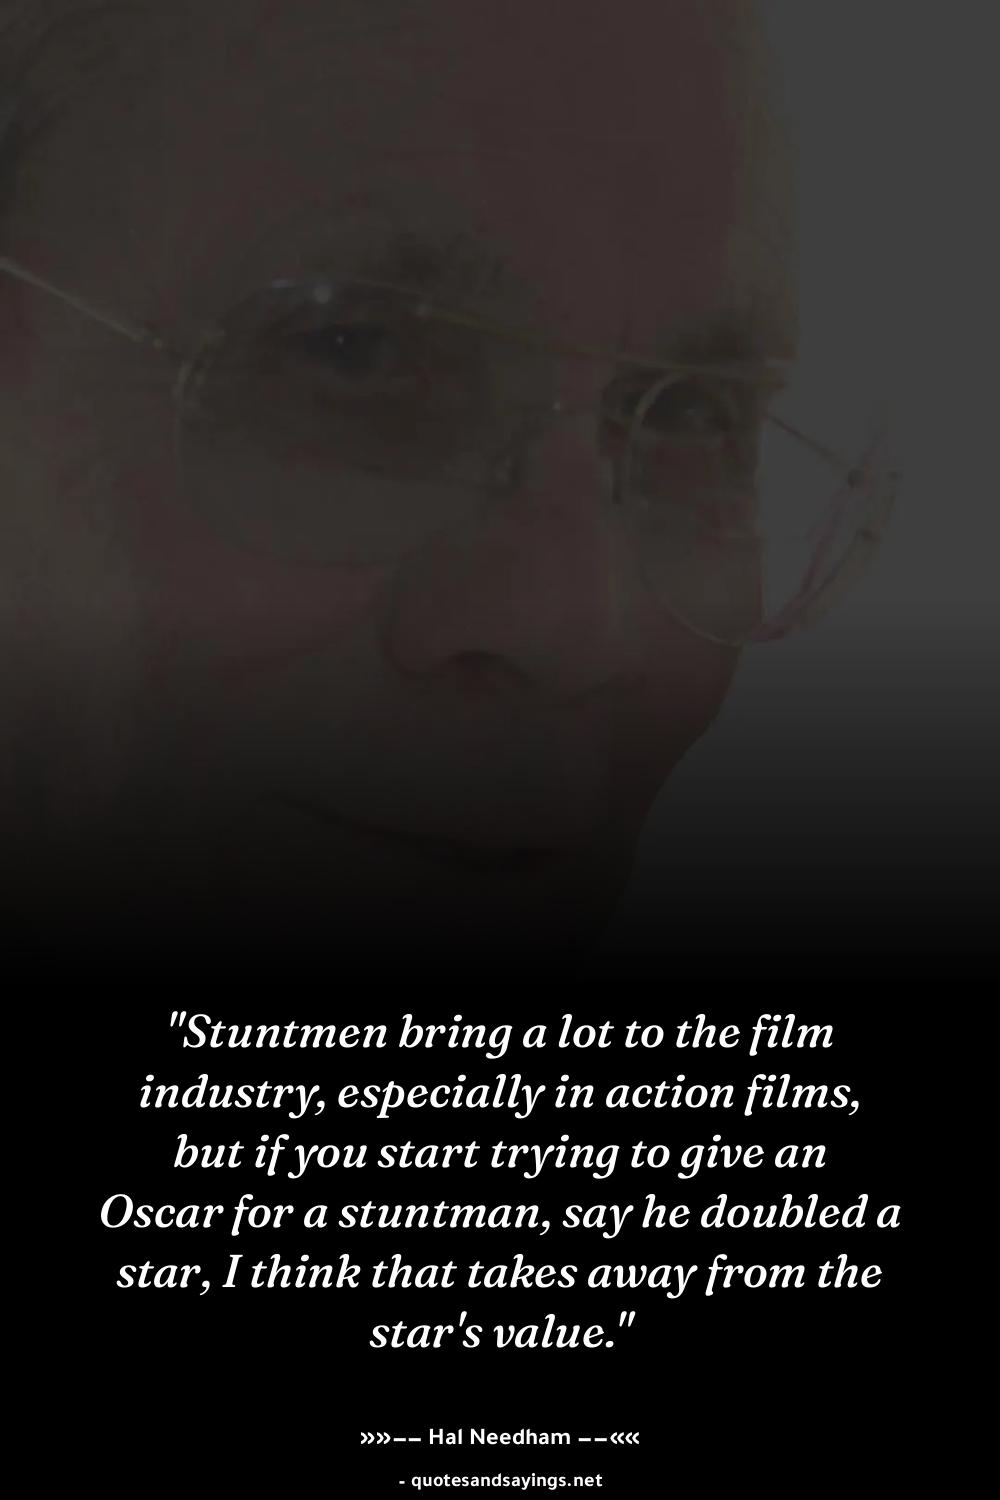 "Stuntmen bring a lot to the film
industry, especially in action films,
but if you start trying to give an
Oscar for a stuntman, say he doubled a
star, I think that takes away from the
star's value."
»»–– Hal Needham ––««
- quotesandsayings.net